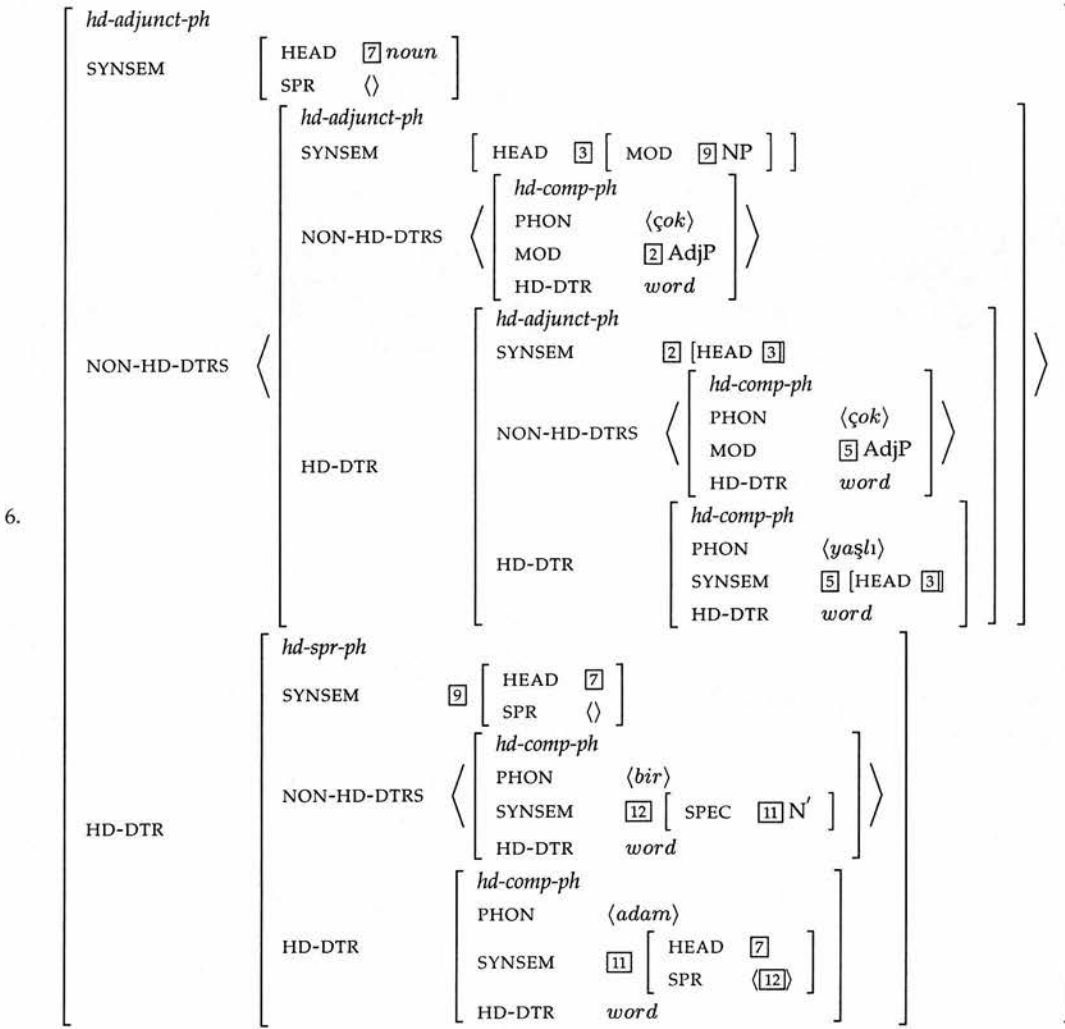 hd-adjunct-ph
SYNSEM
HEAD 7 noun
SPR ⟨⟩
hd-adjunct-ph
SYNSEM [ HEAD 3 [ MOD 9 NP ] ]
hd-comp-ph
NON-HD-DTRS
PHON ⟨çok⟩
MOD 2 AdjP
HD-DTR word
hd-adjunct-ph
SYNSEM 2 [HEAD 3]
NON-HD-DTRS
hd-comp-ph
NON-HD-DTRS
PHON ⟨çok⟩
MOD 5 AdjP
HD-DTR
HD-DTR word
6.
hd-comp-ph
HD-DTR
PHON ⟨yaşlı⟩
SYNSEM 5 [HEAD 3]
HD-DTR word
hd-spr-ph
SYNSEM 9
HEAD 7
SPR ⟨⟩
hd-comp-ph
NON-HD-DTRS
PHON ⟨bir⟩
SYNSEM 12 [ SPEC 11 N′ ]
HD-DTR
HD-DTR word
hd-comp-ph
PHON ⟨adam⟩
HD-DTR
SYNSEM 11
HEAD 7
SPR ⟨12⟩
HD-DTR word